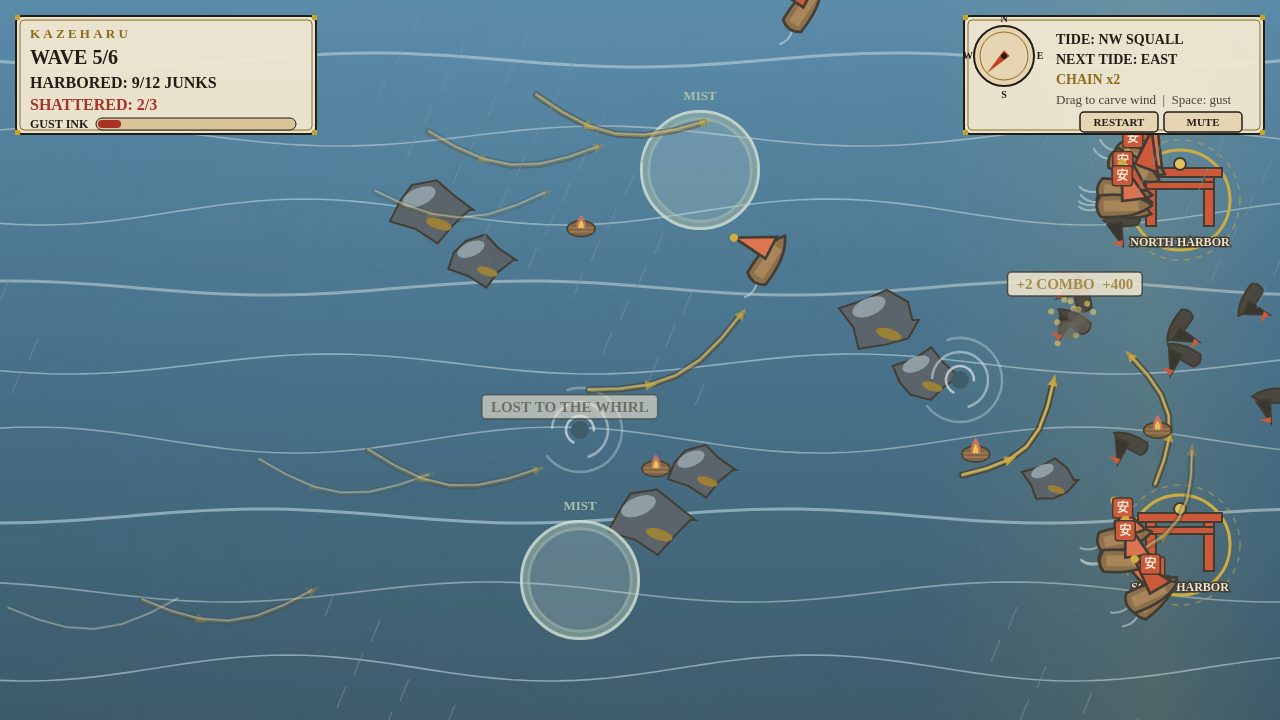 KAZEHARU
WAVE 5/6
HARBORED: 9/12 JUNKS
SHATTERED: 2/3
GUST INK
N
W
E
S
TIDE: NW SQUALL
NEXT TIDE: EAST
CHAIN x2
Drag to carve wind | Space: gust
RESTART
MUTE
MIST
安
安
安
NORTH HARBOR
+2 COMBO +400
LOST TO THE WHIRL
MIST
安
安
安
HARBOR